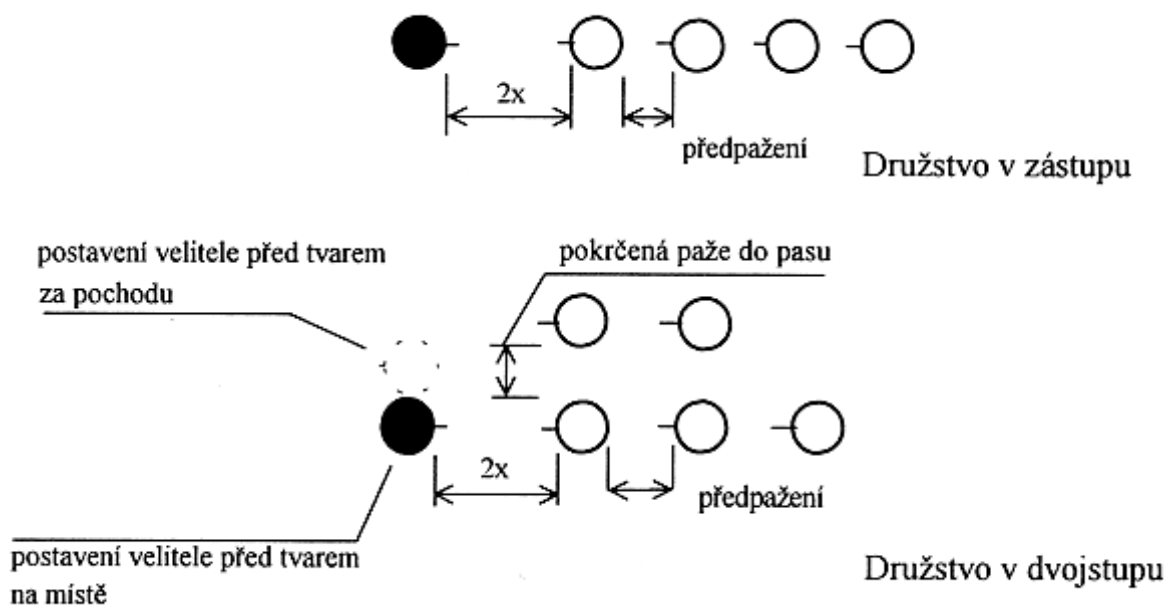 2x
předpažení
Družstvo v zástupu
postavení velitele před tvarem
za pochodu
pokrčená paže do pasu
2x
předpažení
postavení velitele před tvarem
na místě
Družstvo v dvojstupu